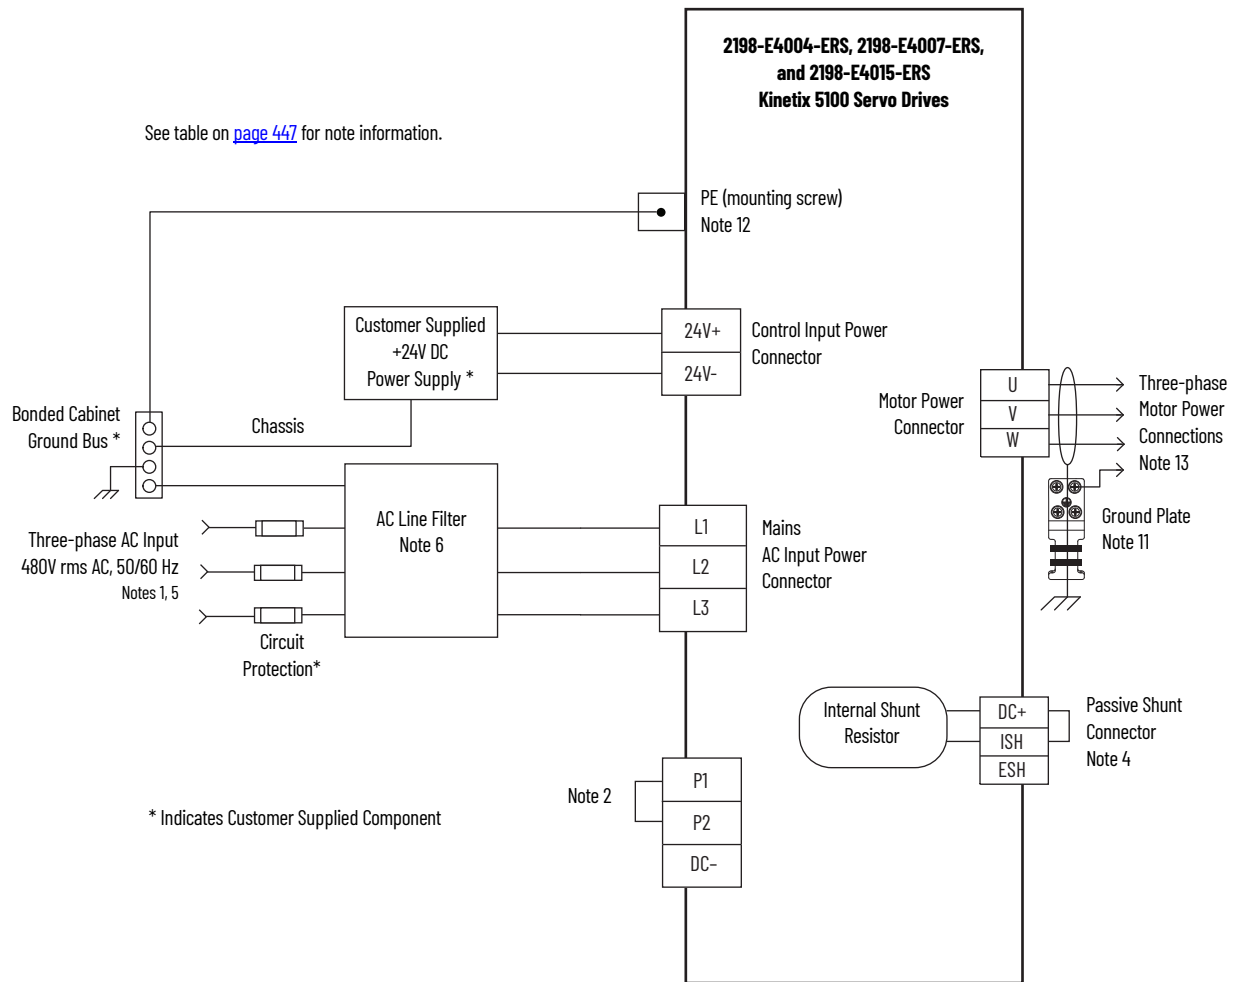 2198-E4004-ERS, 2198-E4007-ERS,
and 2198-E4015-ERS
Kinetix 5100 Servo Drives
See table on page 447 for note information.
PE (mounting screw)
Note 12
Customer Supplied
+24V DC
Power Supply *
24V+
24V-
Control Input Power
Connector
Bonded Cabinet
Ground Bus *
Chassis
Motor Power
Connector
U
V
W
Three-phase
Motor Power
Connections
Note 13
Ground Plate
Note 11
Three-phase AC Input
480V rms AC, 50/60 Hz
Notes 1, 5
AC Line Filter
Note 6
L1
L2
L3
Mains
AC Input Power
Connector
Circuit
Protection*
Internal Shunt
Resistor
DC+
ISH
ESH
Passive Shunt
Connector
Note 4
Note 2
P1
P2
DC–
* Indicates Customer Supplied Component